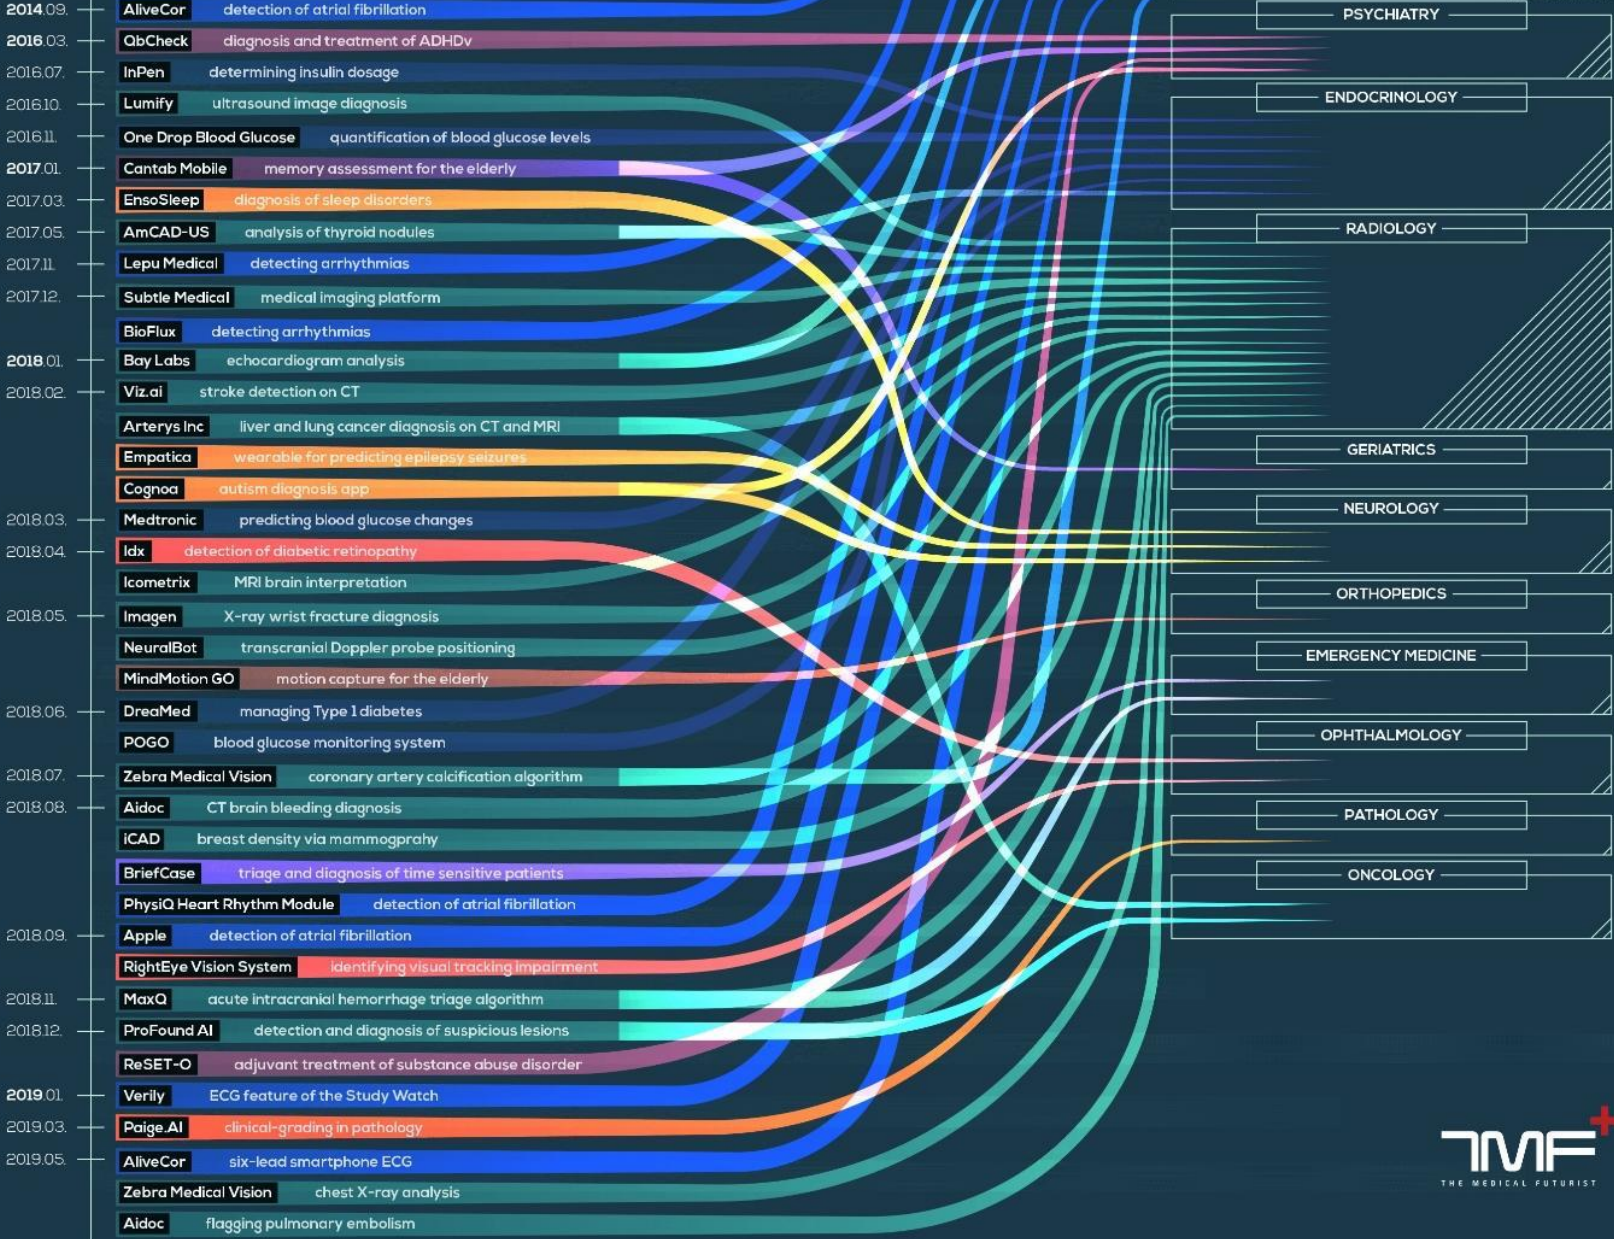 2014.09. AliveCor detection of atrial fibrillation
2016.03. QbCheck diagnosis and treatment of ADHDv
2016.07. InPen determining insulin dosage
2016.10. Lumify ultrasound image diagnosis
2016.11. One Drop Blood Glucose quantification of blood glucose levels
2017.01. Cantab Mobile memory assessment for the elderly
2017.03. EnsoSleep diagnosis of sleep disorders
2017.05. AmCAD-US analysis of thyroid nodules
2017.11. Lepu Medical detecting arrhythmias
2017.12. Subtle Medical medical imaging platform
BioFlux detecting arrhythmias
2018.01. Bay Labs echocardiogram analysis
2018.02. Viz.ai stroke detection on CT
Arterys Inc liver and lung cancer diagnosis on CT and MRI
Empatica wearable for predicting epilepsy seizures
Cognoa autism diagnosis app
2018.03. Medtronic predicting blood glucose changes
2018.04. Idx detection of diabetic retinopathy
Icometrix MRI brain interpretation
2018.05. Imagen X-ray wrist fracture diagnosis
NeuralBot transcranial Doppler probe positioning
MindMotion GO motion capture for the elderly
2018.06. DreaMed managing Type 1 diabetes
POGO blood glucose monitoring system
2018.07. Zebra Medical Vision coronary artery calcification algorithm
2018.08. Aidoc CT brain bleeding diagnosis
iCAD breast density via mammogprahy
BriefCase triage and diagnosis of time sensitive patients
PhysiQ Heart Rhythm Module detection of atrial fibrillation
2018.09. Apple detection of atrial fibrillation
RightEye Vision System identifying visual tracking impairment
2018.11. MaxQ acute intracranial hemorrhage triage algorithm
2018.12. ProFound AI detection and diagnosis of suspicious lesions
ReSET-O adjuvant treatment of substance abuse disorder
2019.01. Verily ECG feature of the Study Watch
2019.03. Paige.AI clinical-grading in pathology
2019.05. AliveCor six-lead smartphone ECG
Zebra Medical Vision chest X-ray analysis
Aidoc flagging pulmonary embolism
PSYCHIATRY
ENDOCRINOLOGY
RADIOLOGY
GERIATRICS
NEUROLOGY
ORTHOPEDICS
EMERGENCY MEDICINE
OPHTHALMOLOGY
PATHOLOGY
ONCOLOGY
TMF
THE MEDICAL FUTURIST